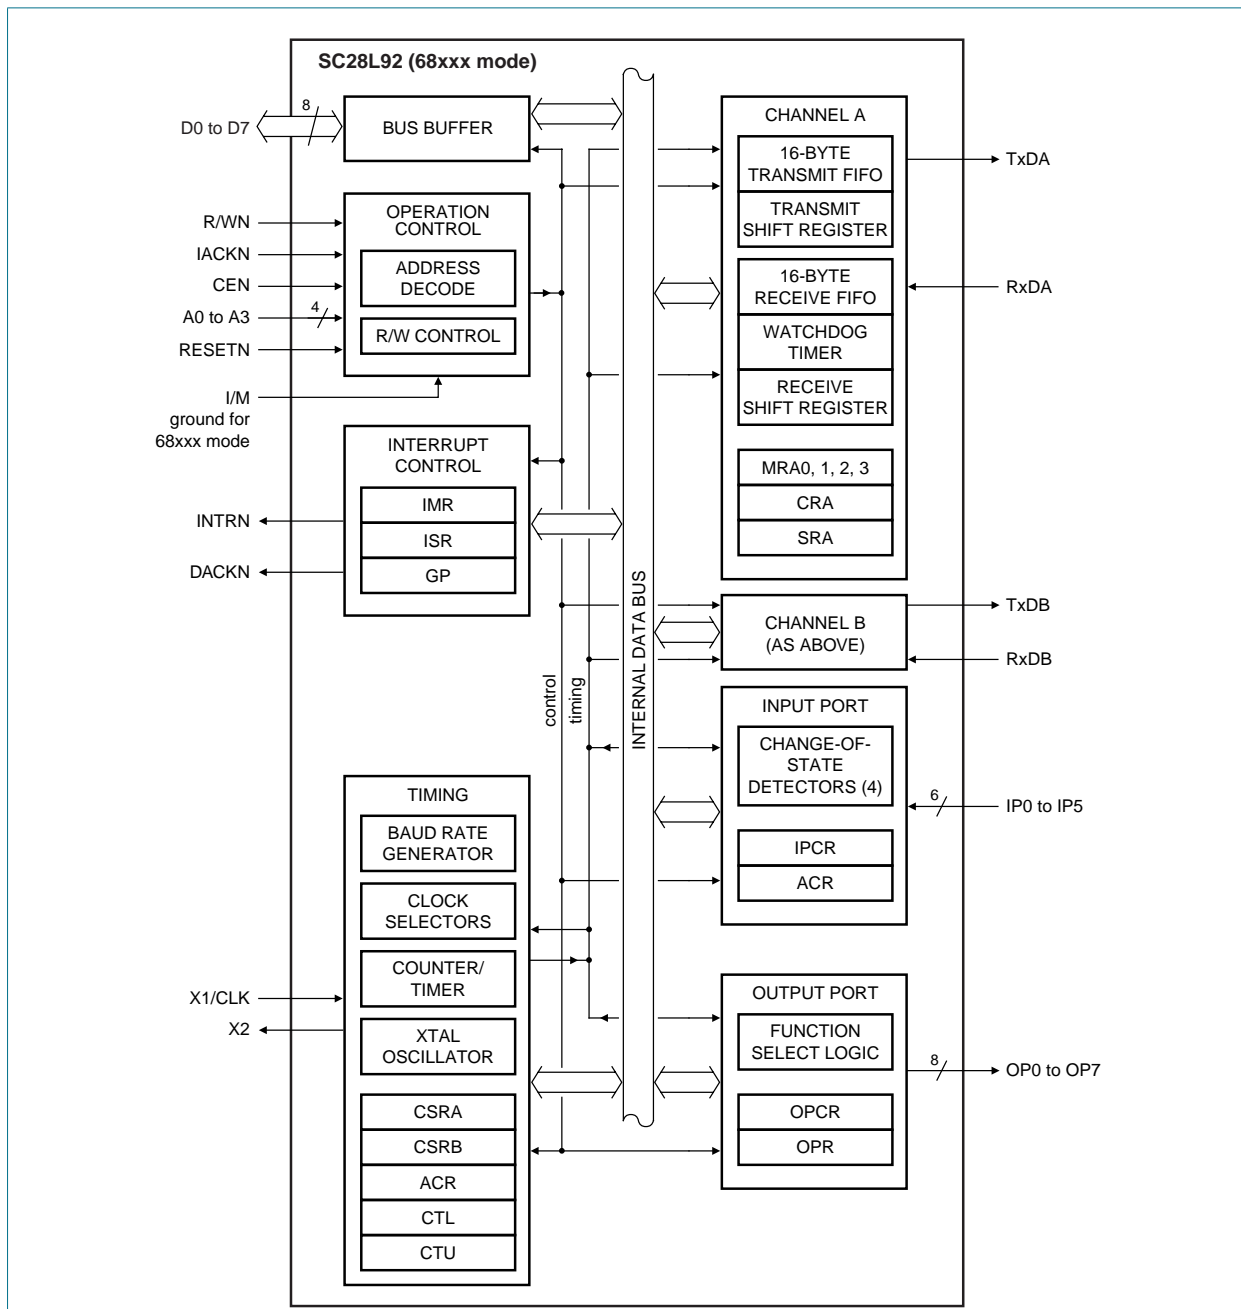 SC28L92 (68xxx mode)
D0 to D7
8
BUS BUFFER
R/WN
IACKN
CEN
A0 to A3
4
RESETN
OPERATION
CONTROL
ADDRESS
DECODE
R/W CONTROL
I/M
ground for
68xxx mode
INTERRUPT
CONTROL
IMR
ISR
GP
INTRN
DACKN
control
timing
INTERNAL DATA BUS
TIMING
BAUD RATE
GENERATOR
CLOCK
SELECTORS
COUNTER/
TIMER
XTAL
OSCILLATOR
CSRA
CSRB
ACR
CTL
CTU
X1/CLK
X2
CHANNEL A
16-BYTE
TRANSMIT FIFO
TRANSMIT
SHIFT REGISTER
16-BYTE
RECEIVE FIFO
WATCHDOG
TIMER
RECEIVE
SHIFT REGISTER
MRA0, 1, 2, 3
CRA
SRA
TxDA
RxDA
CHANNEL B
(AS ABOVE)
TxDB
RxDB
INPUT PORT
CHANGE-OF-
STATE
DETECTORS (4)
IPCR
ACR
6
IP0 to IP5
OUTPUT PORT
FUNCTION
SELECT LOGIC
OPCR
OPR
8
OP0 to OP7